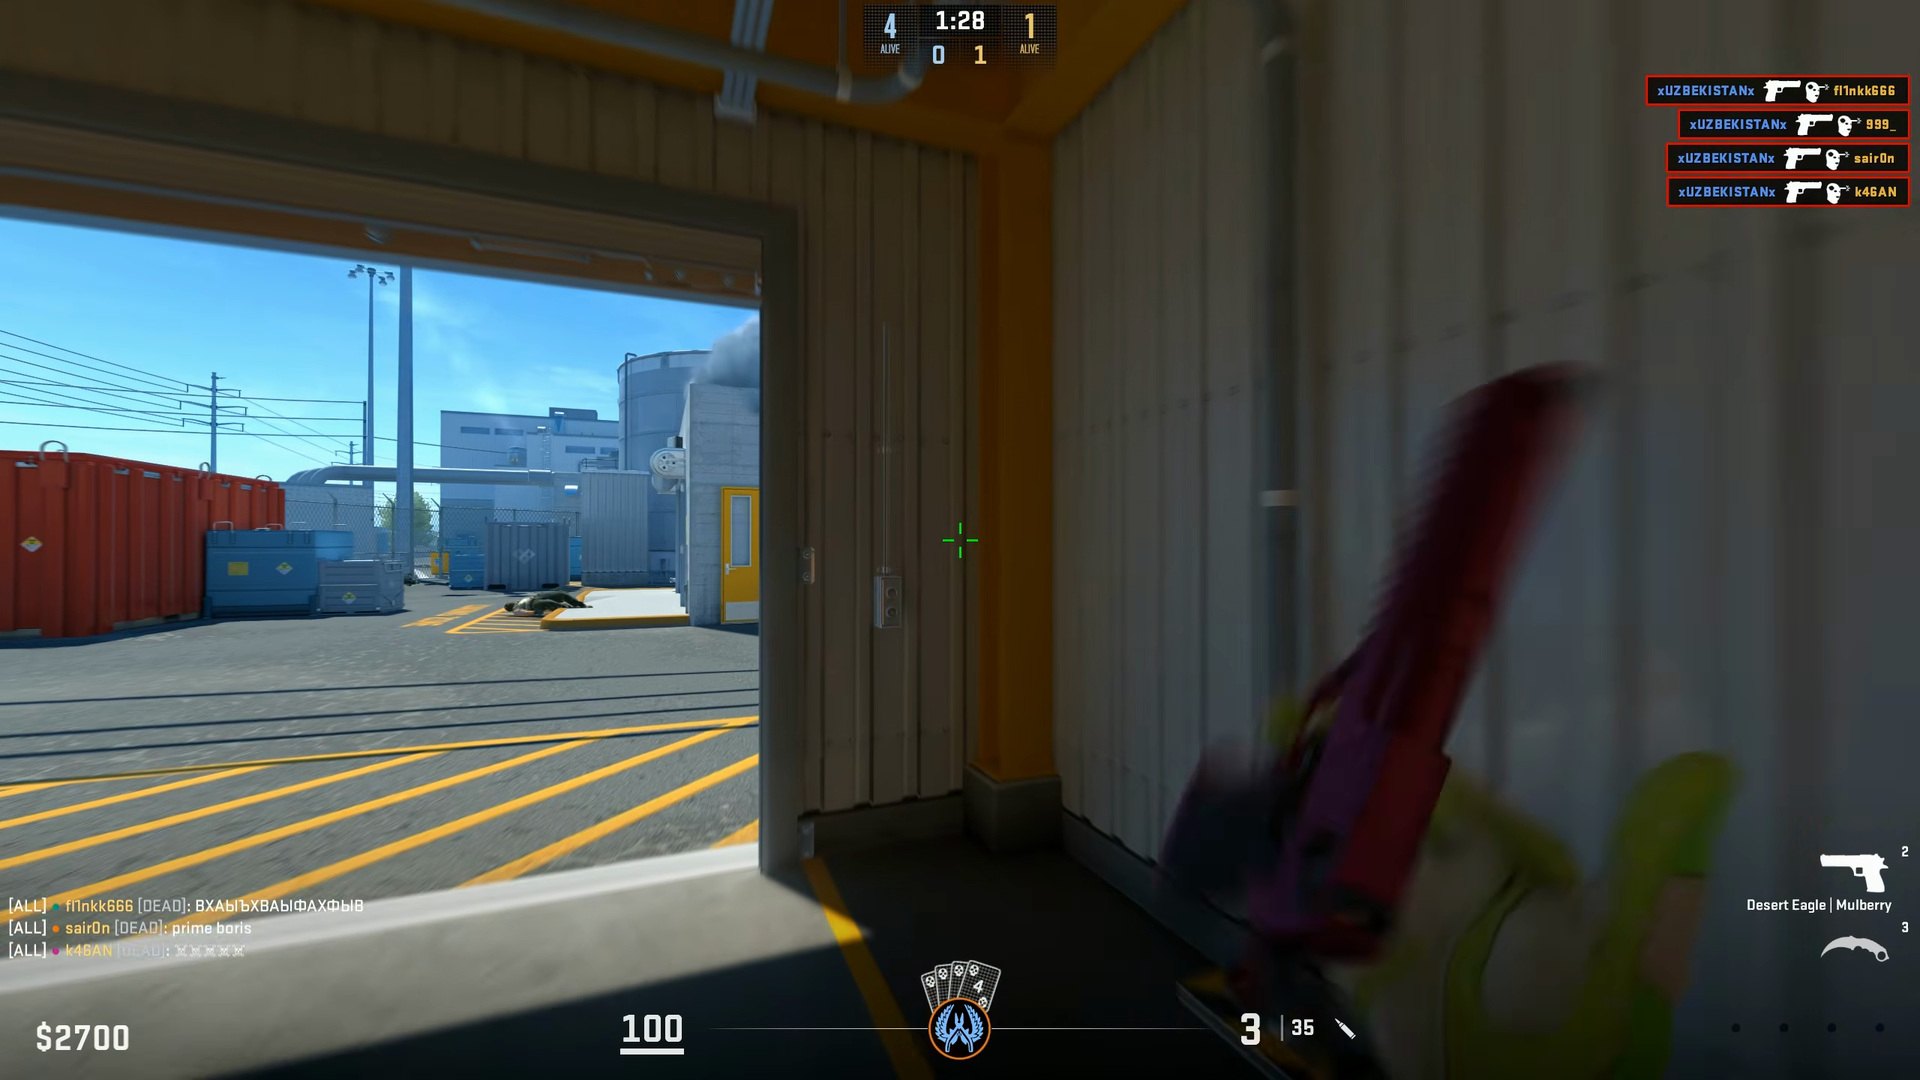 4 1:28 1
ALIVE ALIVE
0 1
xUZBEKISTANx fl1nkk666
xUZBEKISTANx 999_
xUZBEKISTANx sair0n
xUZBEKISTANx k46AN
2
Desert Eagle | Mulberry
3
[ALL] fl1nkk666 [DEAD]: ВХАЫЪХВАЫФАХФЫВ
[ALL] sair0n [DEAD]: prime boris
[ALL] k46AN [DEAD]: ☠☠☠☠☠
4
$2700
100
3 | 35